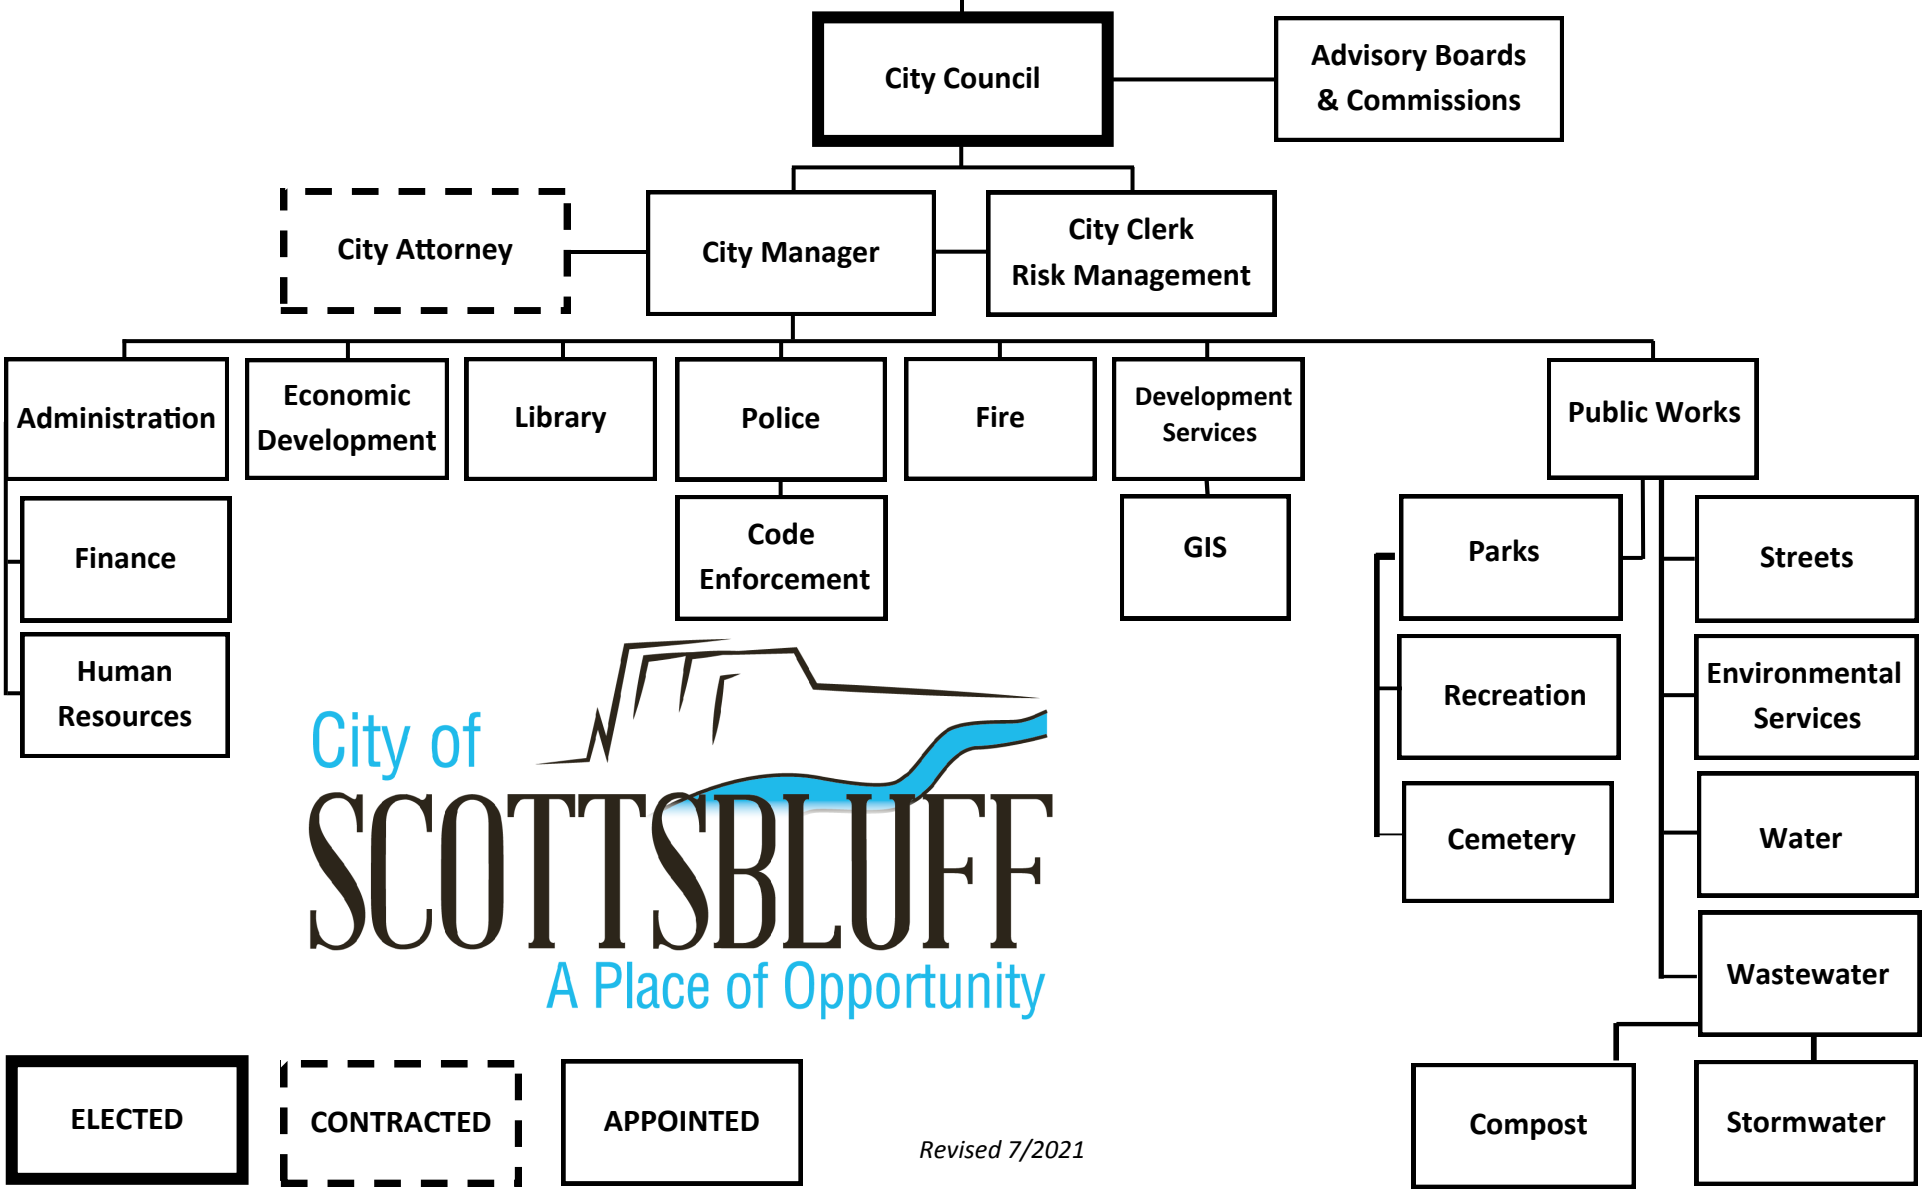 City Council
Advisory Boards
& Commissions
City Attorney
City Manager
City Clerk
Risk Management
Administration
Economic
Development
Library
Police
Fire
Development
Services
Public Works
Finance
Code
Enforcement
GIS
Parks
Streets
Human
Resources
Recreation
Environmental
Services
Cemetery
Water
Wastewater
Compost
Stormwater
City of
SCOTTSBLUFF
A Place of Opportunity
ELECTED
CONTRACTED
APPOINTED
Revised 7/2021